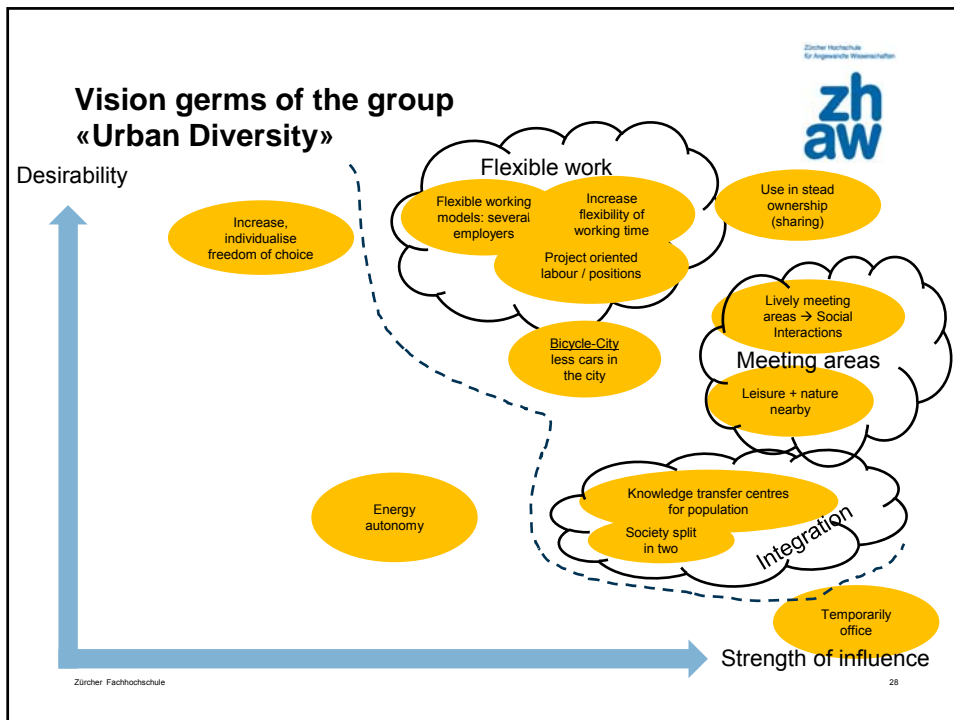 Zürcher Hochschule
für Angewandte Wissenschaften
zh
aw
Vision germs of the group
«Urban Diversity»
Desirability
Flexible work
Flexible working
models: several
employers
Increase
flexibility of
working time
Project oriented
labour / positions
Use in stead
ownership
(sharing)
Increase,
individualise
freedom of choice
Lively meeting
areas → Social
Interactions
Meeting areas
Leisure + nature
nearby
Bicycle-City
less cars in
the city
Energy
autonomy
Knowledge transfer centres
for population
Society split
in two
Integration
Temporarily
office
Strength of influence
Zürcher Fachhochschule
28